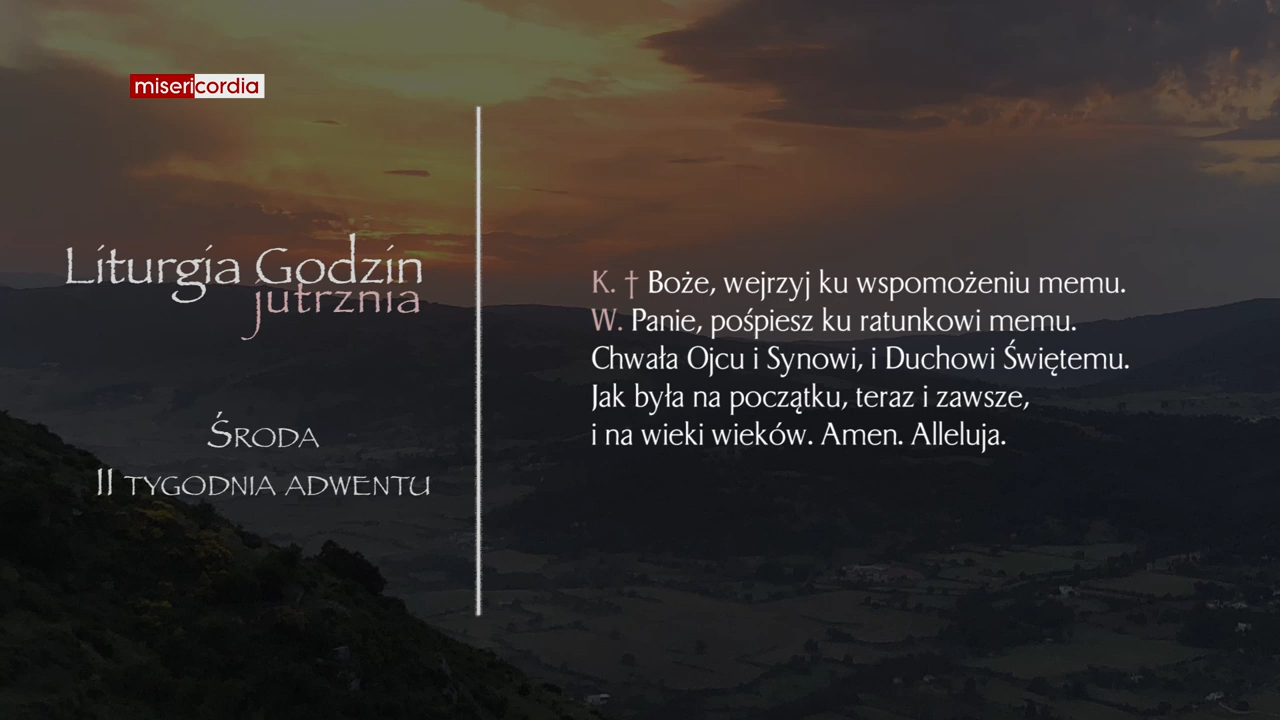 misericordia
Liturgia Godzin
jutrznia
Środa
II tygodnia adwentu
K. † Boże, wejrzyj ku wspomożeniu memu.
W. Panie, pośpiesz ku ratunkowi memu.
Chwała Ojcu i Synowi, i Duchowi Świętemu.
Jak była na początku, teraz i zawsze,
i na wieki wieków. Amen. Alleluja.